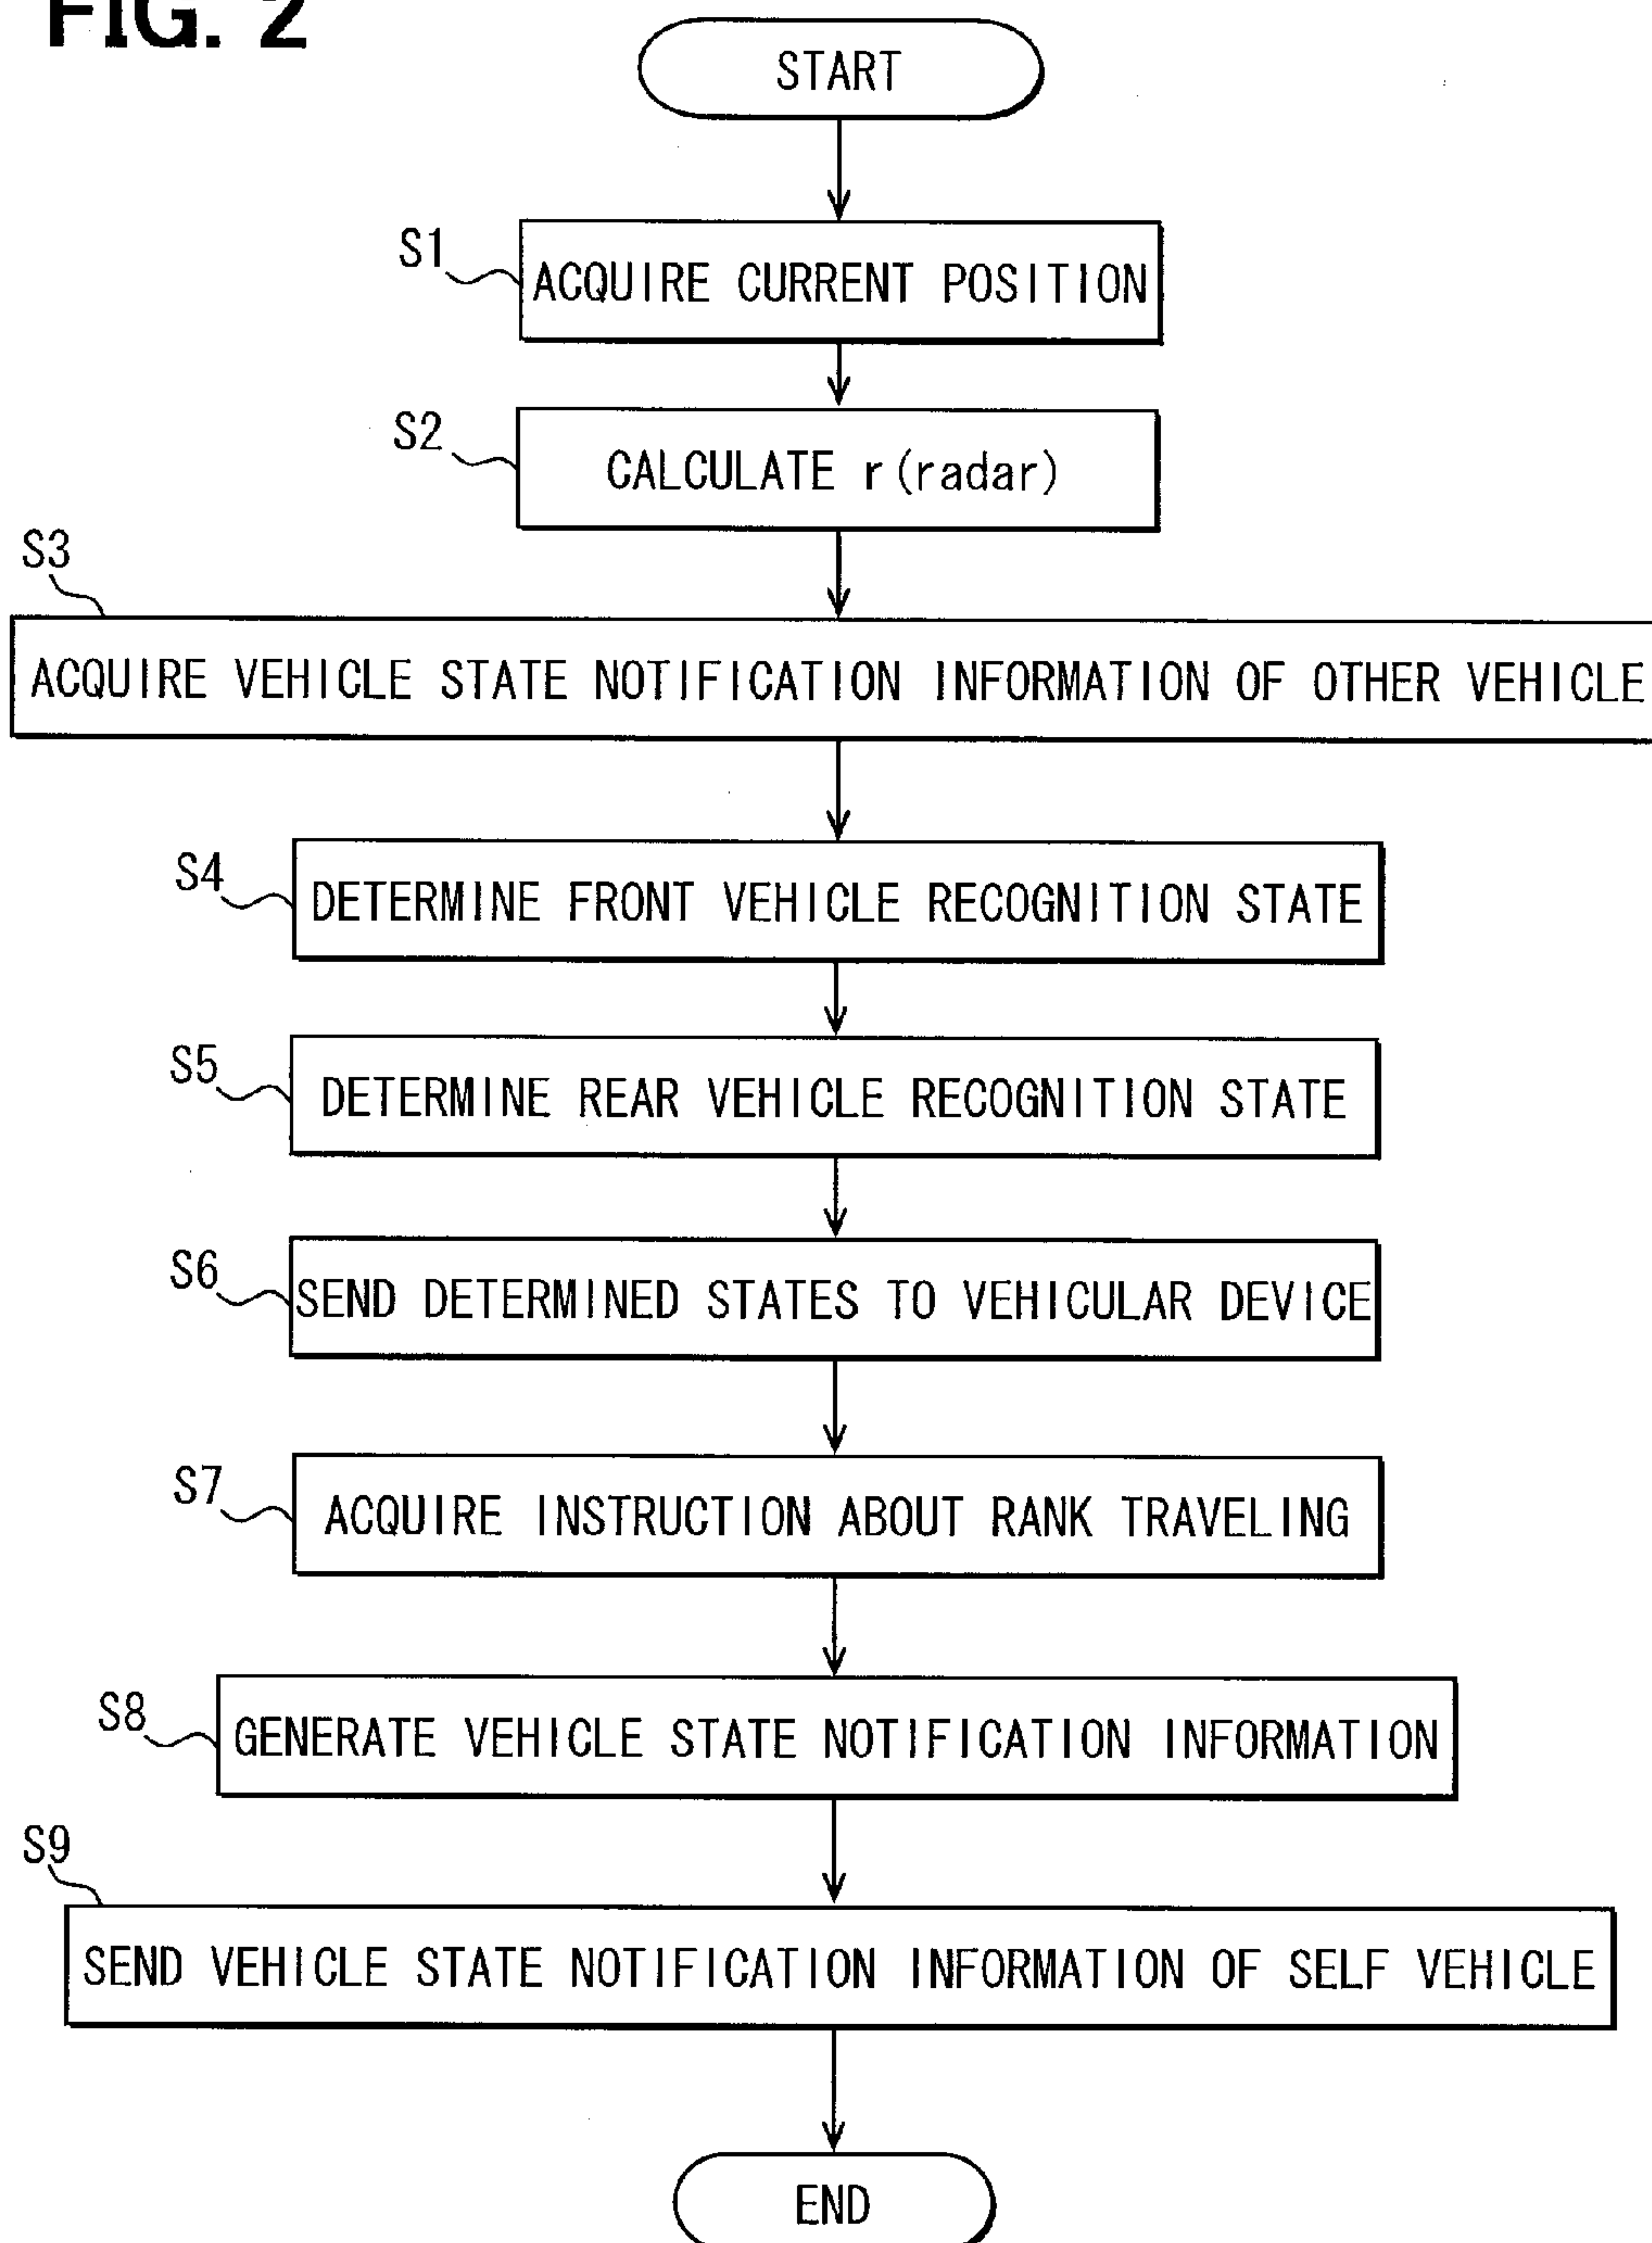 FIG. 2
START
S1
ACQUIRE CURRENT POSITION
S2
CALCULATE r(radar)
S3
ACQUIRE VEHICLE STATE NOTIFICATION INFORMATION OF OTHER VEHICLE
S4
DETERMINE FRONT VEHICLE RECOGNITION STATE
S5
DETERMINE REAR VEHICLE RECOGNITION STATE
S6
SEND DETERMINED STATES TO VEHICULAR DEVICE
S7
ACQUIRE INSTRUCTION ABOUT RANK TRAVELING
S8
GENERATE VEHICLE STATE NOTIFICATION INFORMATION
S9
SEND VEHICLE STATE NOTIFICATION INFORMATION OF SELF VEHICLE
END